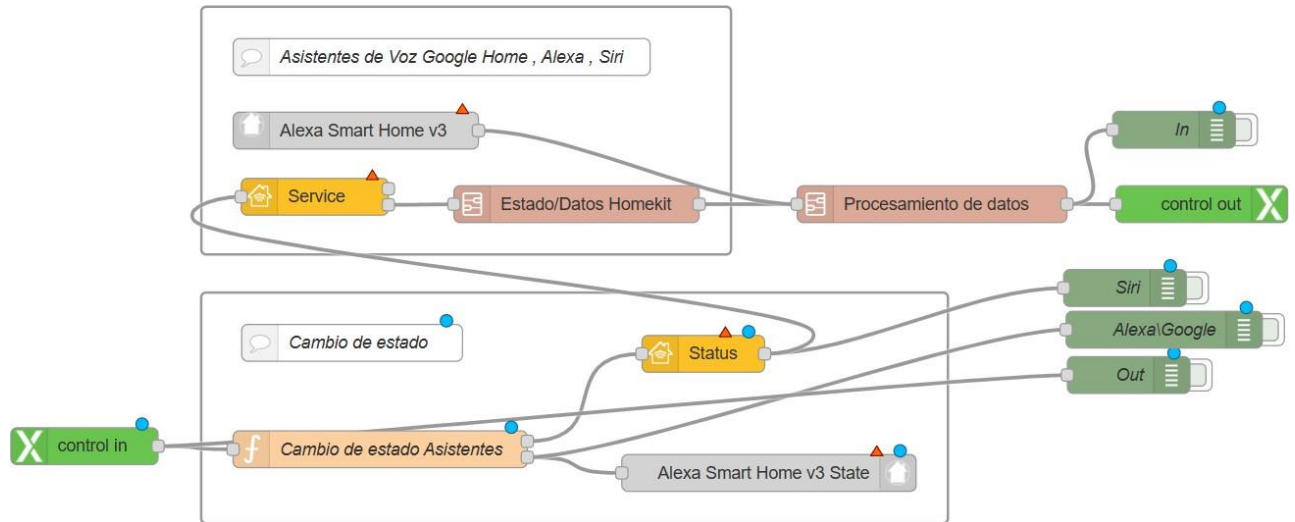 Asistentes de Voz Google Home , Alexa , Siri
Alexa Smart Home v3
In
Service
Estado/Datos Homekit
Procesamiento de datos
control out
Siri
Cambio de estado
Status
Alexa\Google
Out
control in
Cambio de estado Asistentes
Alexa Smart Home v3 State